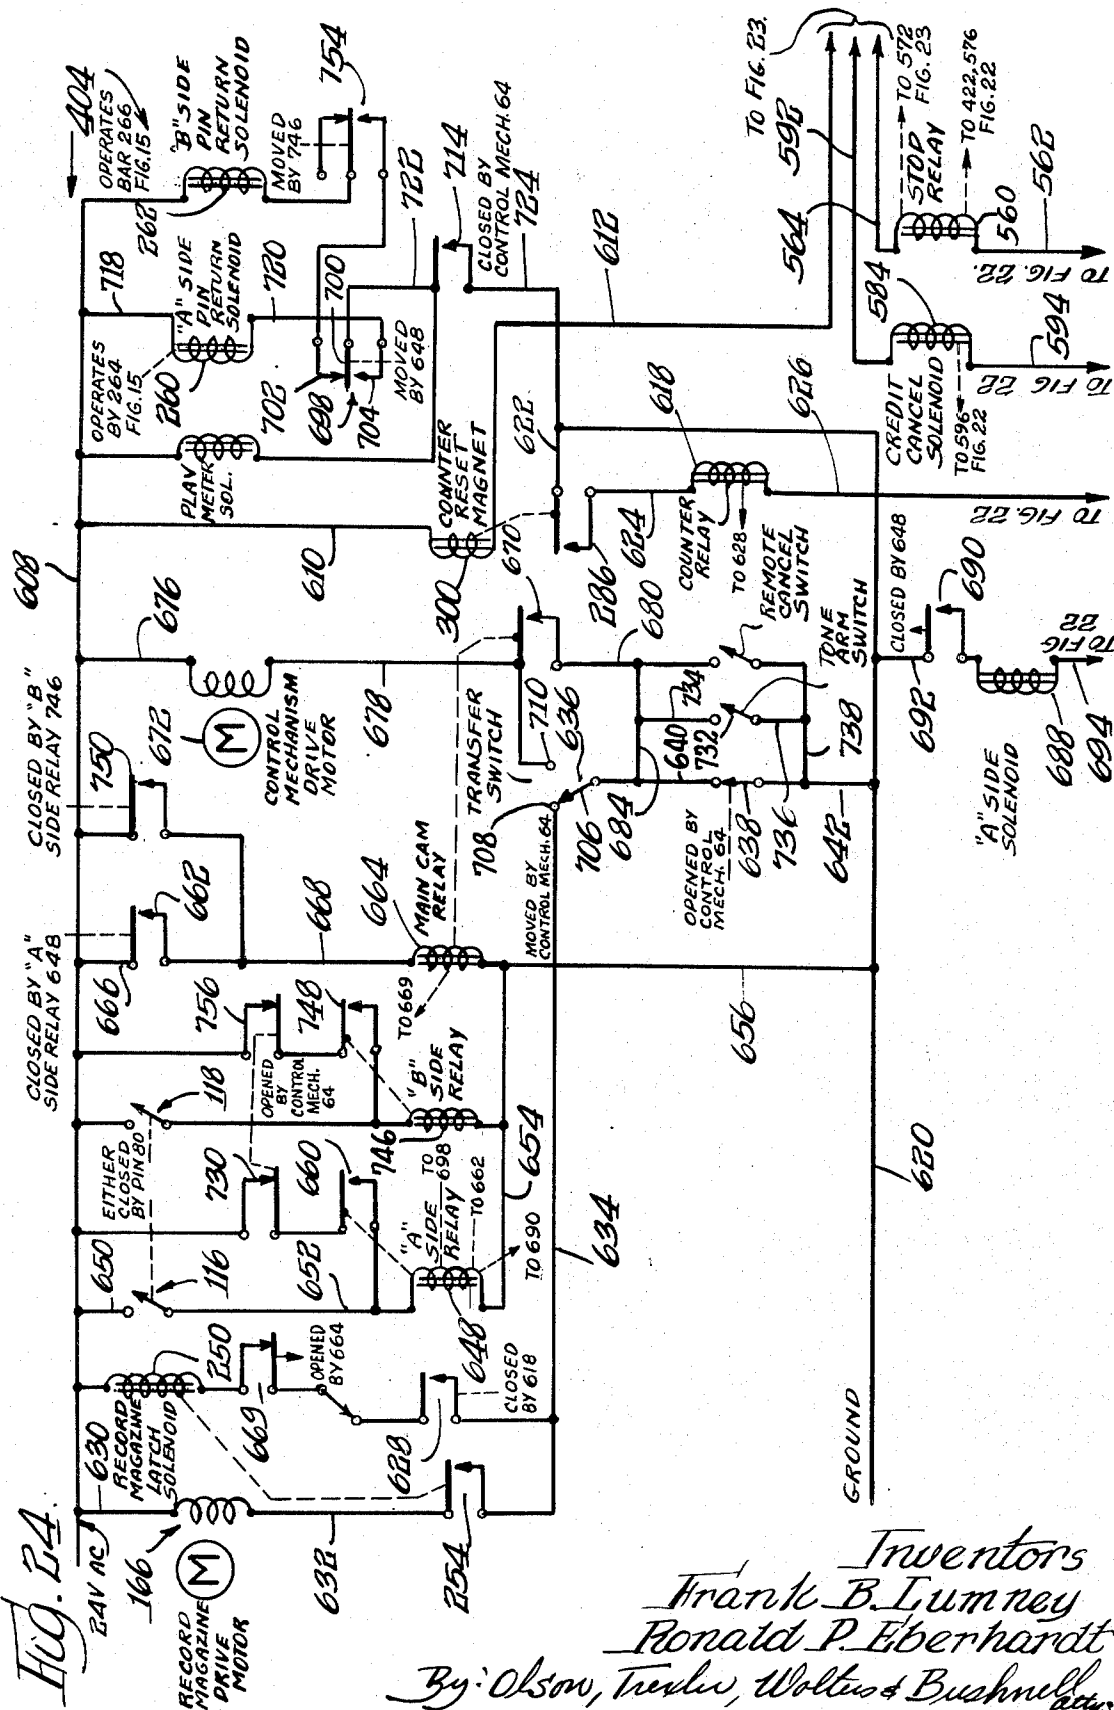 Fig. 24.
24V AC
630
166
RECORD
MAGAZINE
DRIVE
MOTOR
M
632
254
RECORD
MAGAZINE
LATCH
SOLENOID
250
669
OPENED
BY 664
628
CLOSED
BY 618
650
116
EITHER
CLOSED
BY PIN 80
118
652
730
660
"A"
SIDE
RELAY
648
TO
698
TO 662
TO 690
654
634
746
"B"
SIDE
RELAY
756
748
OPENED
BY
CONTROL
MECH.
64
CLOSED BY "A"
SIDE RELAY 648
666
662
668
664
TO 669
MAIN CAM
RELAY
656
CLOSED BY "B"
SIDE RELAY 746
750
672
M
CONTROL
MECHANISM
DRIVE
MOTOR
676
678
608
TRANSFER
SWITCH
670
710
636
708
706
684
MOVED BY
CONTROL MECH. 64
640
732
734
680
OPENED BY
CONTROL
MECH. 64
638
736
642
738
REMOTE
CANCEL
SWITCH
TONE
ARM
SWITCH
GROUND
620
610
300
COUNTER
RESET
MAGNET
286
624
622
COUNTER
RELAY
618
TO 628
626
TO FIG. 22
CLOSED BY 648
690
692
"A" SIDE
SOLENOID
688
694
TO FIG
22
PLAY
METER
SOL.
OPERATES
BY 264
FIG.15
260
"A" SIDE
PIN
RETURN
SOLENOID
718
720
702
698
704
700
MOVED
BY 648
722
714
CLOSED BY
CONTROL MECH. 64
724
612
404
OPERATES
BAR 266
FIG.15
262
"B" SIDE
PIN
RETURN
SOLENOID
MOVED
BY 746
754
TO FIG. 23.
592
564
584
CREDIT
CANCEL
SOLENOID
TO 596
FIG. 22
594
TO FIG
22
STOP
RELAY
TO 572
FIG. 23
TO 422,576
FIG. 22
560
562
TO FIG. 22.
Inventors
Frank B. Lumney
Ronald P. Eberhardt
By: Olson, Trexler, Wolters & Bushnell
attys.